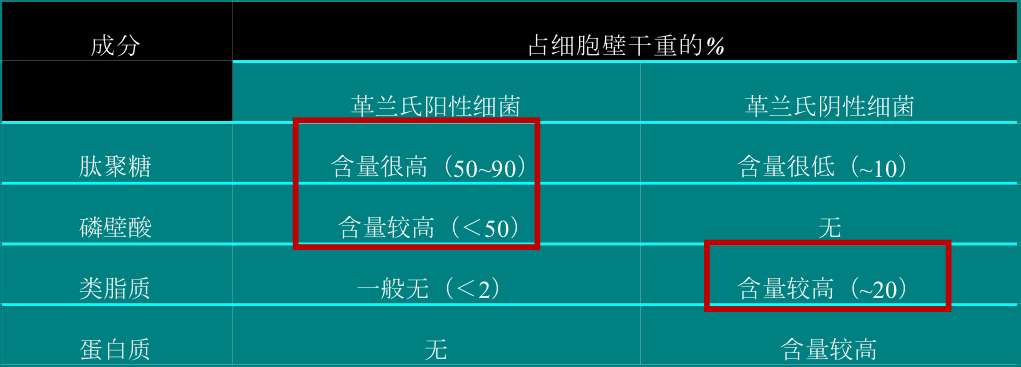 成分 占细胞壁干重的%
革兰氏阳性细菌 革兰氏阴性细菌
肽聚糖 含量很高（50~90） 含量很低（~10）
磷壁酸 含量较高（＜50） 无
类脂质 一般无（＜2） 含量较高（~20）
蛋白质 无 含量较高